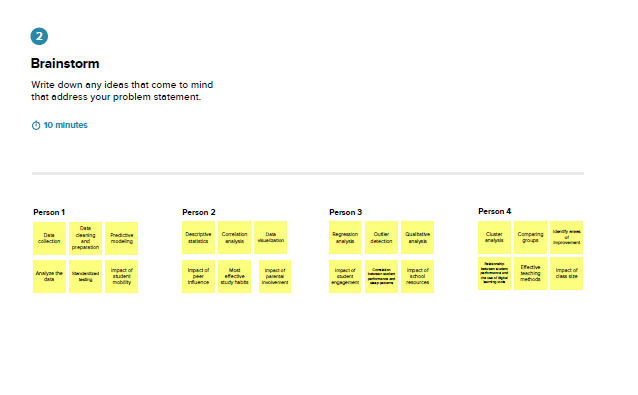 2
Brainstorm
Write down any ideas that come to mind
that address your problem statement.
10 minutes
Person 1
Data
collection
Data
cleaning
and
preparation
Predictive
modeling
Analyze the
data
Standardized
testing
Impact of
student
mobility
Person 2
Descriptive
statistics
Correlation
analysis
Data
visualization
Impact of
peer
influence
Most
effective
study habits
Impact of
parental
involvement
Person 3
Regression
analysis
Outlier
detection
Qualitative
analysis
Impact of
student
engagement
Correlation
between student
performance and
sleep patterns
Impact of
school
resources
Person 4
Cluster
analysis
Comparing
groups
Identify areas
of
improvement
Relationship
between student
performance and
the use of digital
learning tools
Effective
teaching
methods
Impact of
class size